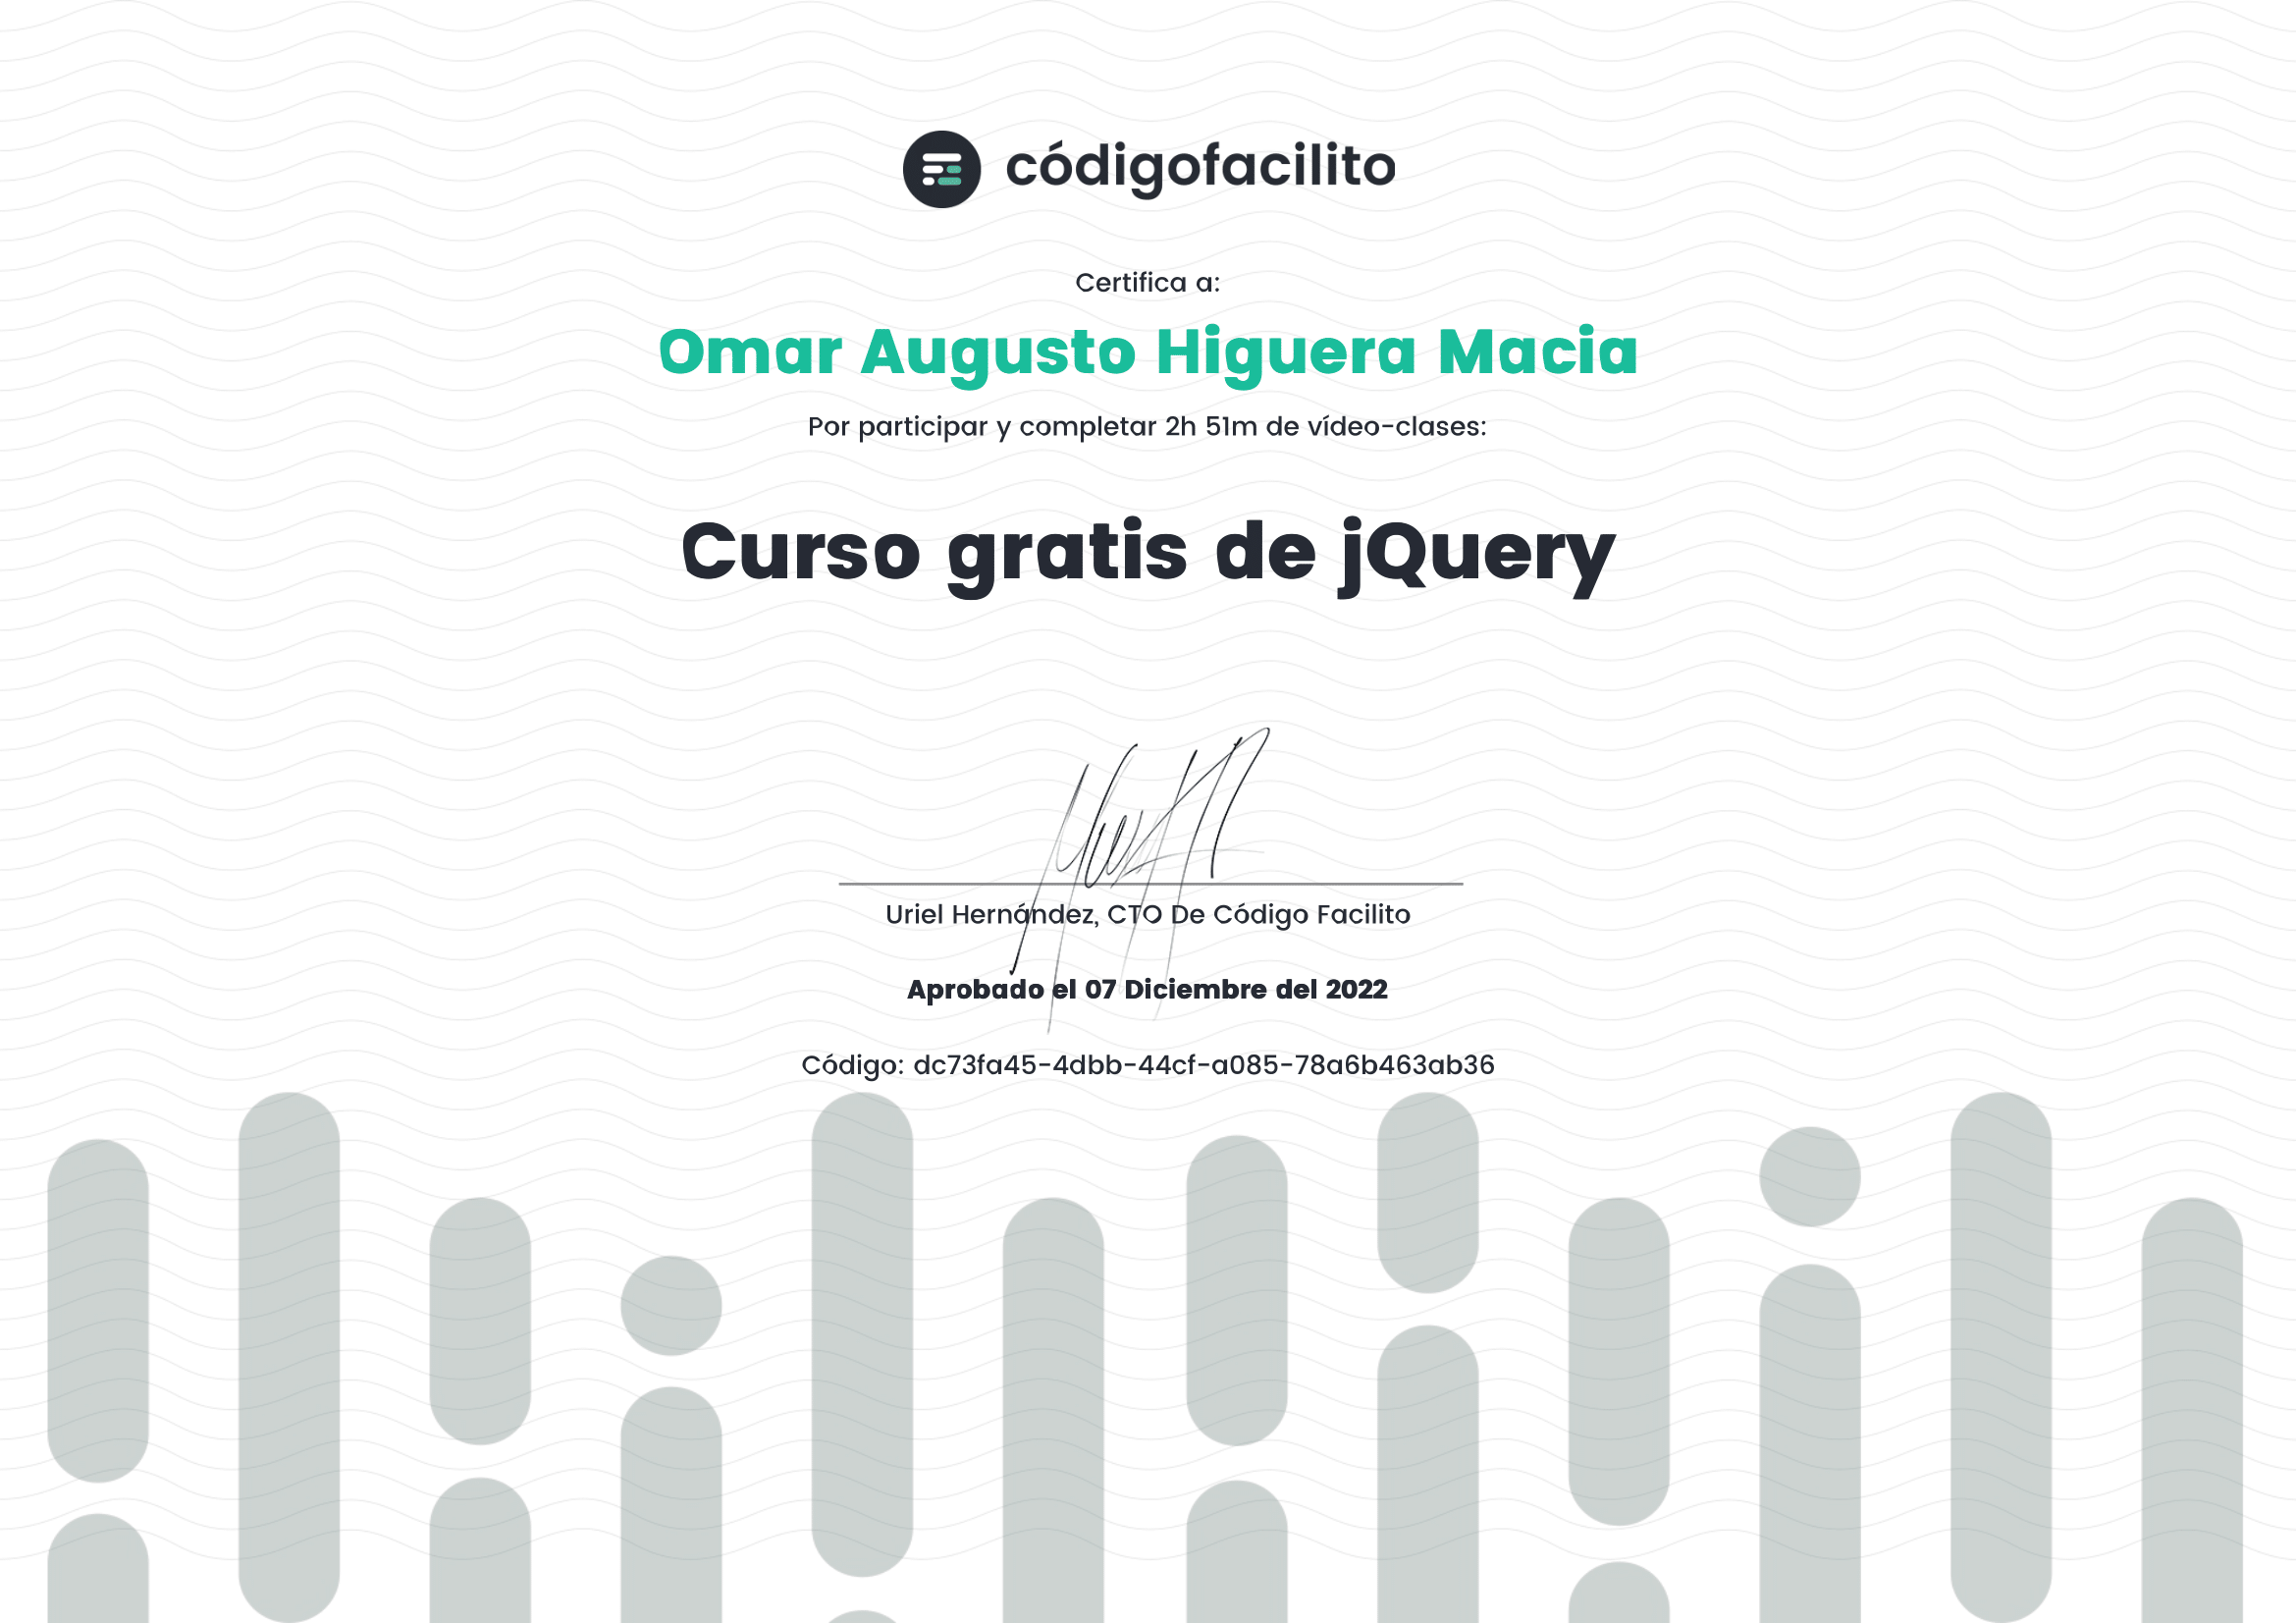 códigofacilito
Certifica a:
Omar Augusto Higuera Macia
Por participar y completar 2h 51m de vídeo-clases:
Curso gratis de jQuery
Uriel Hernández, CTO De Código Facilito
Aprobado el 07 Diciembre del 2022
Código: dc73fa45-4dbb-44cf-a085-78a6b463ab36